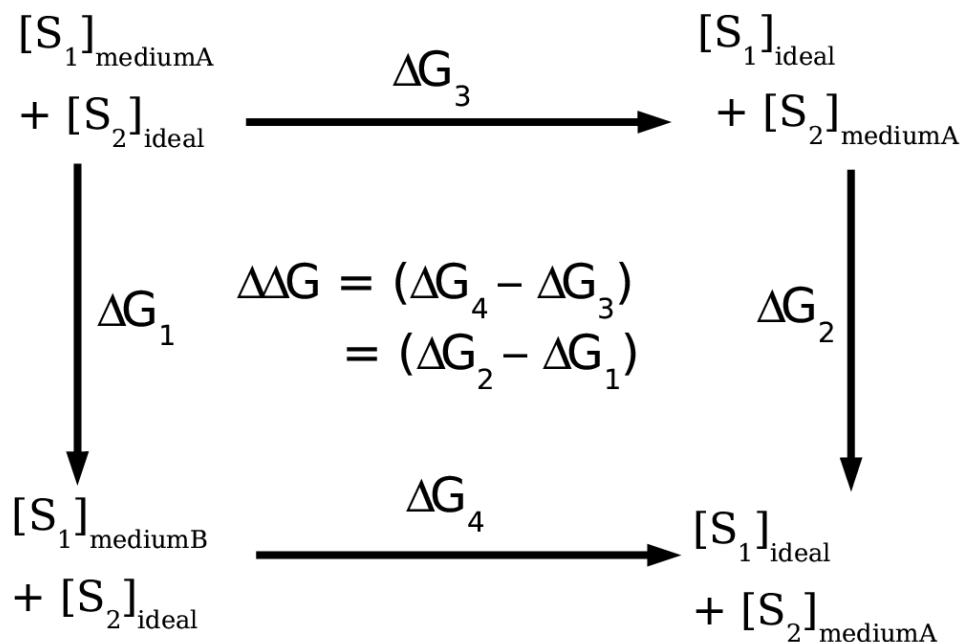 [S₁]mediumA
+ [S₂]ideal
ΔG₃
[S₁]ideal
+ [S₂]mediumA
ΔG₁
ΔΔG = (ΔG₄ – ΔG₃)
= (ΔG₂ – ΔG₁)
ΔG₂
[S₁]mediumB
+ [S₂]ideal
ΔG₄
[S₁]ideal
+ [S₂]mediumA